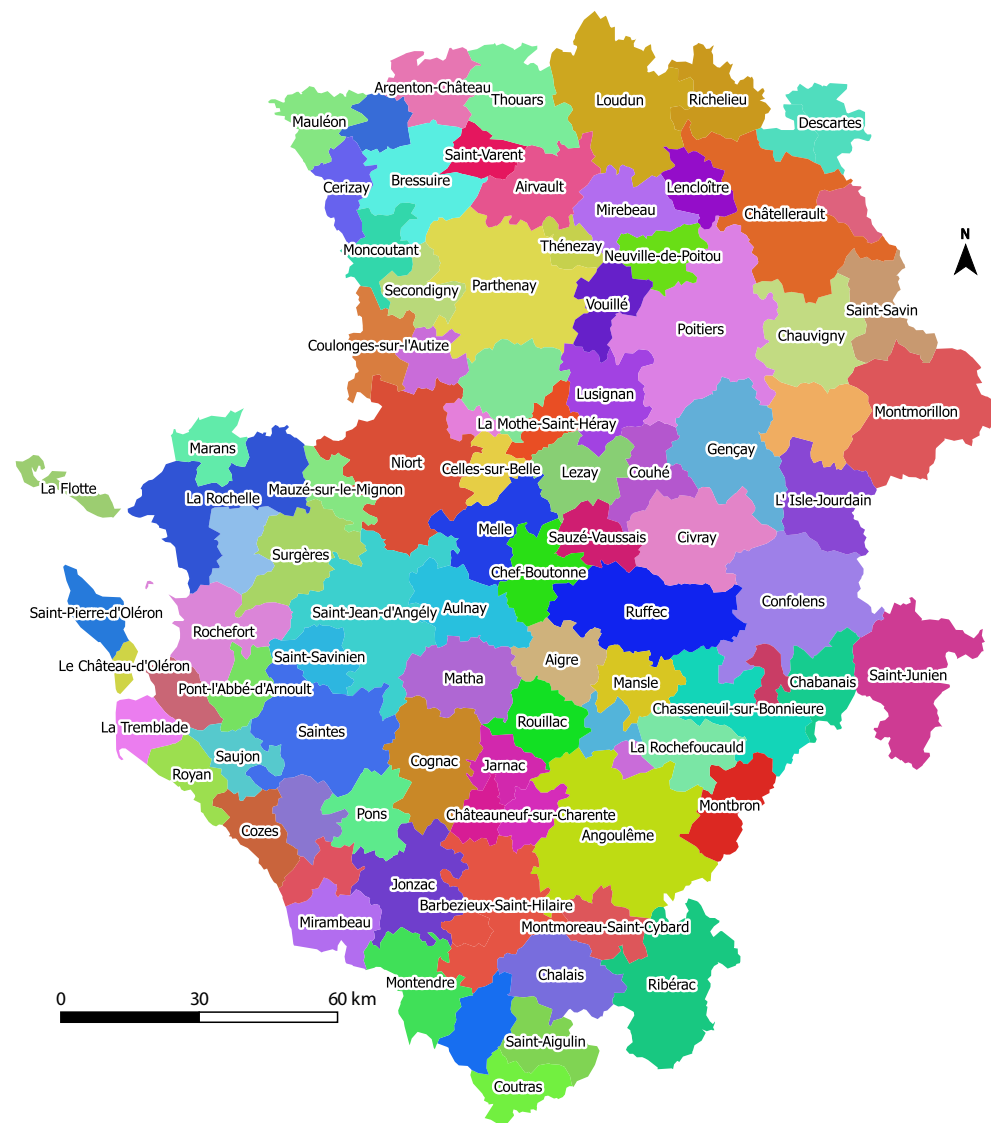 Argenton-Château
Thouars
Loudun
Richelieu
Mauléon
Descartes
Saint-Varent
Bressuire
Cerizay
Airvault
Lencloître
Mirebeau
Châtellerault
N
Moncoutant
Thénezay
Neuville-de-Poitou
Secondigny
Parthenay
Vouillé
Saint-Savin
Poitiers
Chauvigny
Coulonges-sur-l'Autize
Lusignan
Montmorillon
La Mothe-Saint-Héray
Marans
Gençay
Niort
Celles-sur-Belle
Lezay
Couhé
La Flotte
La Rochelle
Mauzé-sur-le-Mignon
L' Isle-Jourdain
Melle
Sauzé-Vaussais
Civray
Surgères
Chef-Boutonne
Saint-Pierre-d'Oléron
Saint-Jean-d'Angély
Aulnay
Ruffec
Confolens
Rochefort
Saint-Savinien
Aigre
Le Château-d'Oléron
Pont-l'Abbé-d'Arnoult
Matha
Mansle
Chabanais
Saint-Junien
Chasseneuil-sur-Bonnieure
La Tremblade
Saintes
Rouillac
La Rochefoucauld
Saujon
Cognac
Jarnac
Royan
Montbron
Pons
Châteauneuf-sur-Charente
Cozes
Angoulême
Jonzac
Barbezieux-Saint-Hilaire
Mirambeau
Montmoreau-Saint-Cybard
Chalais
Montendre
Ribérac
0 30 60 km
Saint-Aigulin
Coutras